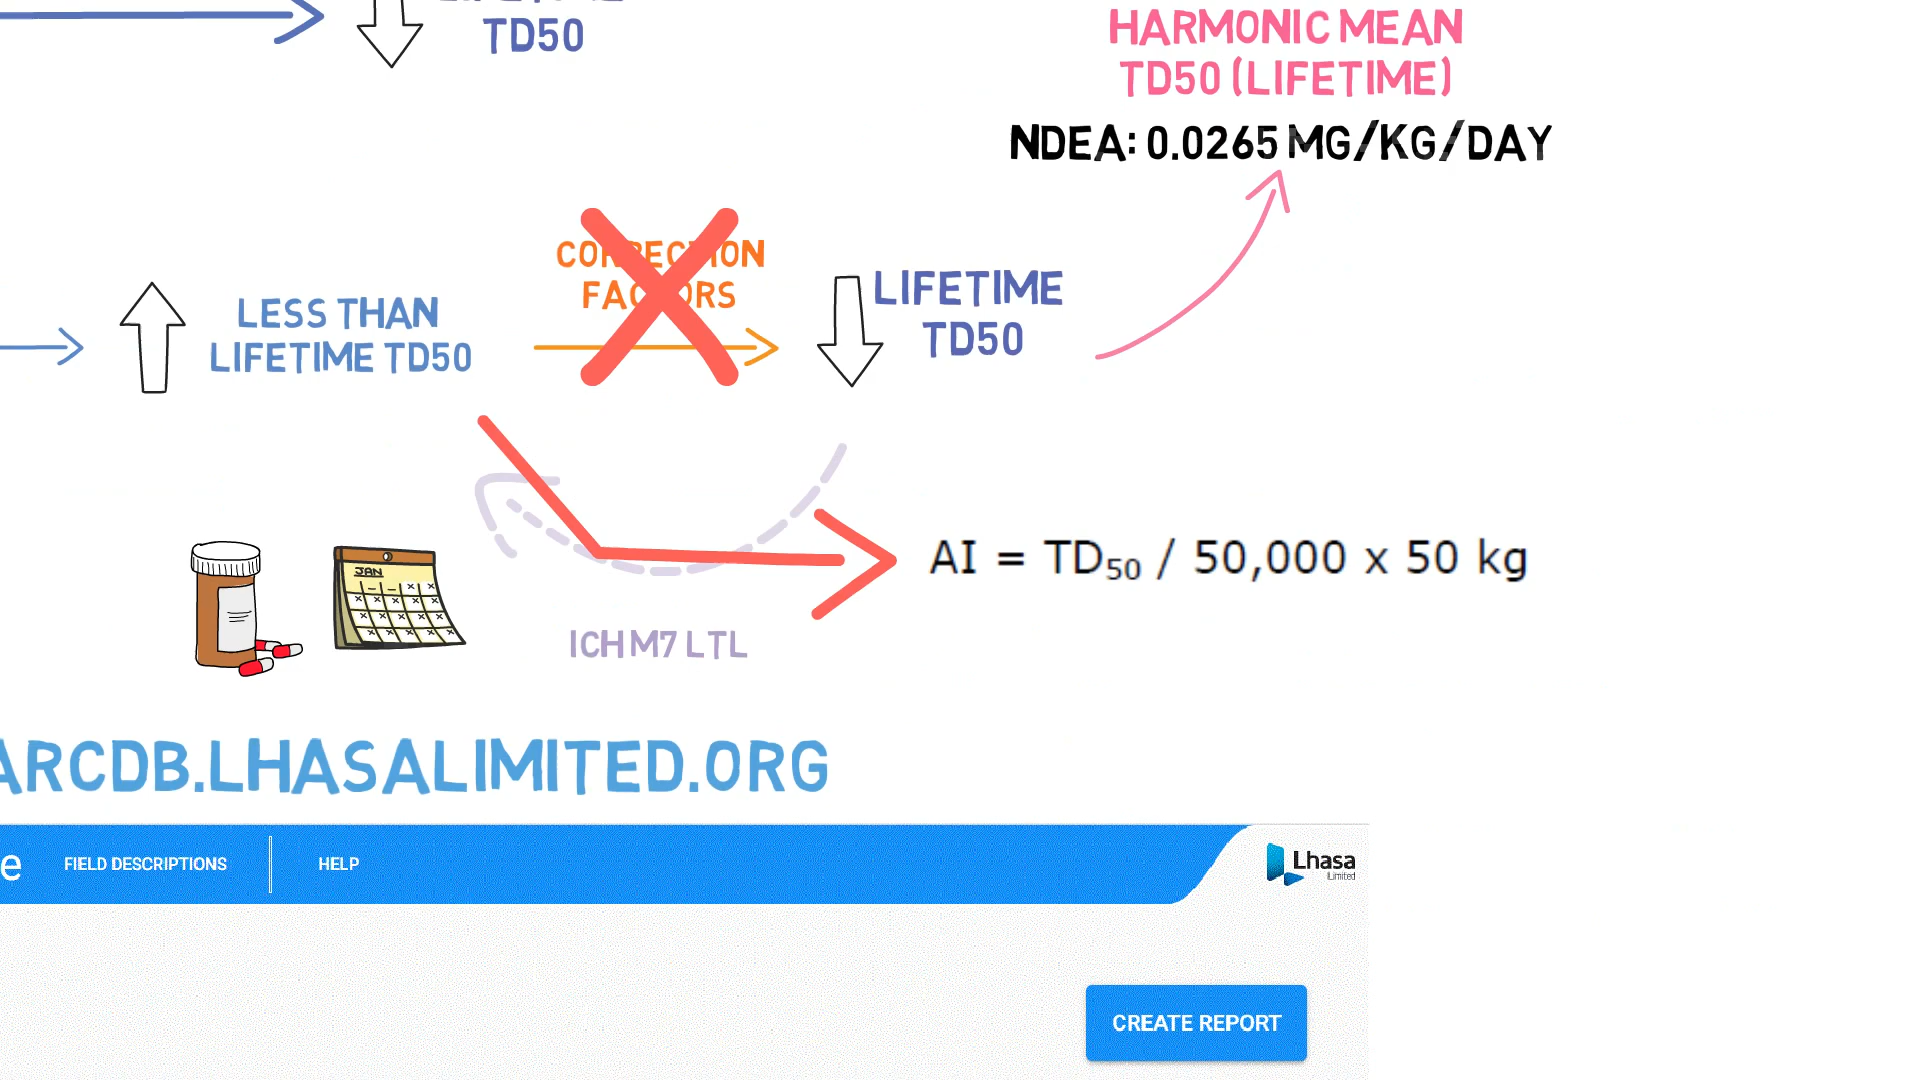 TD50
HARMONIC MEAN
TD50 (LIFETIME)
NDEA: 0.0265 MG/KG/DAY
CORRECTION
FACTORS
LESS THAN
LIFETIME TD50
LIFETIME
TD50
AI = TD50 / 50,000 x 50 kg
JAN
ICH M7 LTL
ARCDB.LHASALIMITED.ORG
e
FIELD DESCRIPTIONS
HELP
Lhasa
Limited
CREATE REPORT